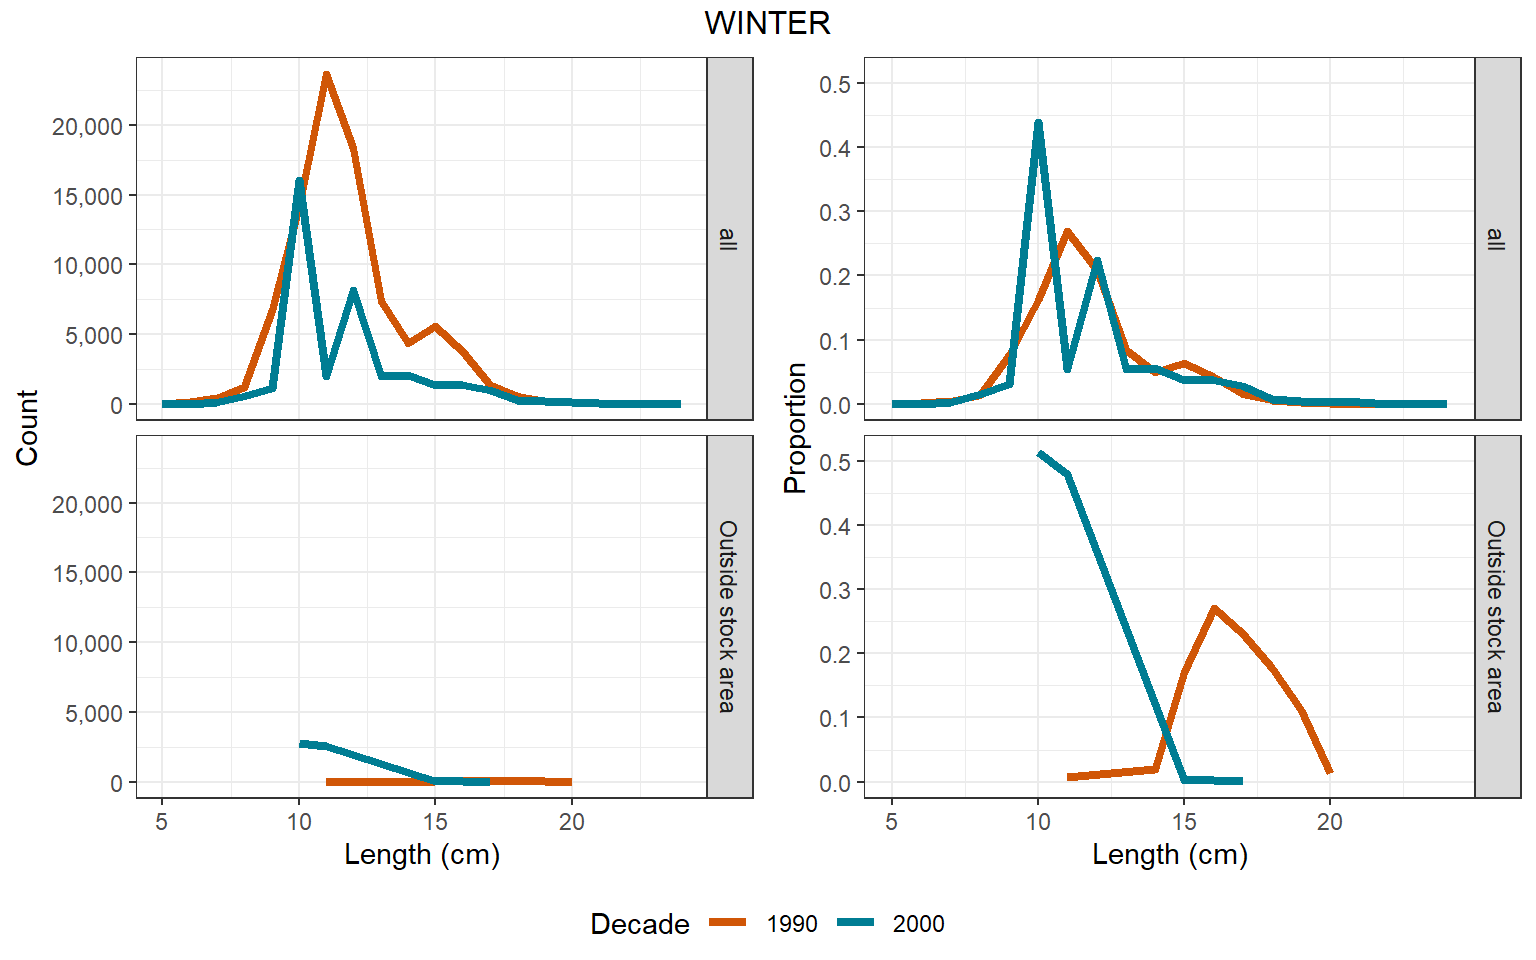 WINTER
Count
20,000
15,000
10,000
5,000
0
all
20,000
15,000
10,000
5,000
0
Outside stock area
5 10 15 20
Length (cm)
Proportion
0.5
0.4
0.3
0.2
0.1
0.0
all
0.5
0.4
0.3
0.2
0.1
0.0
Outside stock area
5 10 15 20
Length (cm)
Decade 1990 2000